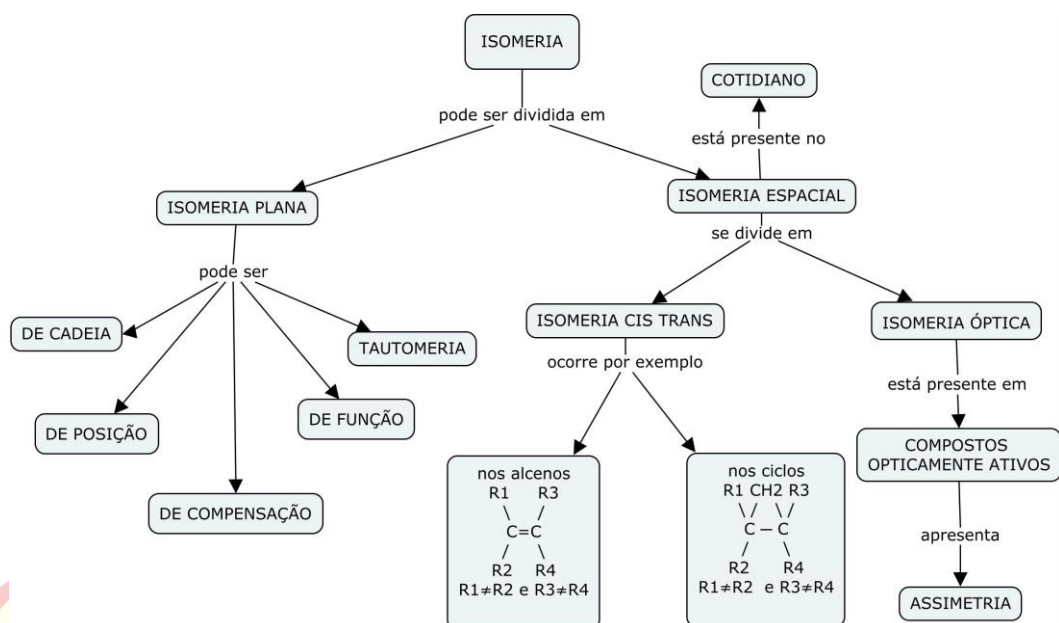 ISOMERIA
COTIDIANO
pode ser dividida em
está presente no
ISOMERIA PLANA
ISOMERIA ESPACIAL
se divide em
pode ser
DE CADEIA
TAUTOMERIA
ISOMERIA CIS TRANS
ISOMERIA ÓPTICA
ocorre por exemplo
está presente em
DE POSIÇÃO
DE FUNÇÃO
DE COMPENSAÇÃO
nos alcenos
R1 R3
C=C
R2 R4
R1≠R2 e R3≠R4
nos ciclos
R1 CH2 R3
C — C
R2 R4
R1≠R2 e R3≠R4
COMPOSTOS
OPTICAMENTE ATIVOS
apresenta
ASSIMETRIA